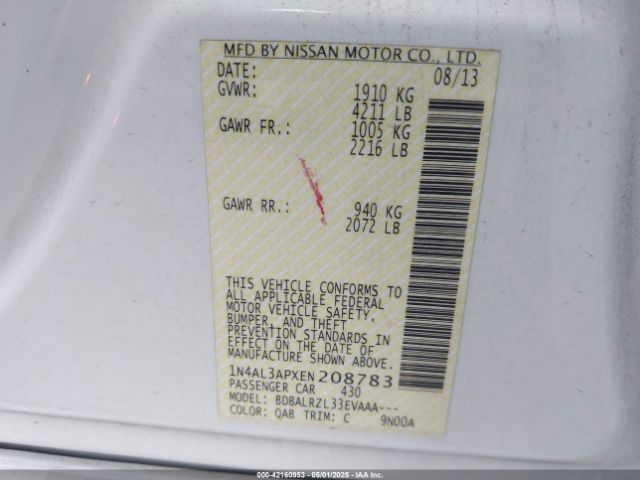 MFD BY NISSAN MOTOR CO., LTD.
DATE: 08/13
GVWR: 1910 KG
4211 LB
GAWR FR.: 1005 KG
2216 LB
GAWR RR.: 940 KG
2072 LB
THIS VEHICLE CONFORMS TO
ALL APPLICABLE FEDERAL
MOTOR VEHICLE SAFETY,
BUMPER, AND THEFT
PREVENTION STANDARDS IN
EFFECT ON THE DATE OF
MANUFACTURE SHOWN ABOVE.
1N4AL3APXEN208783
PASSENGER CAR 430
MODEL: BDBALRZL33EVAAA---
COLOR: QAB TRIM: C 9N00A
000-42160953 - 05/01/2025 - IAAI.com